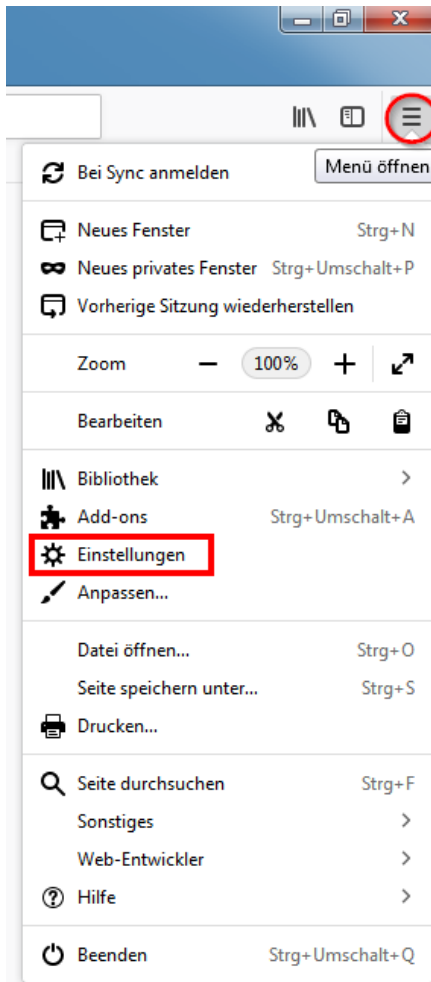 Menü öffnen
Bei Sync anmelden
Neues Fenster Strg+N
Neues privates Fenster Strg+Umschalt+P
Vorherige Sitzung wiederherstellen
Zoom 100%
Bearbeiten
Bibliothek
Add-ons Strg+Umschalt+A
Einstellungen
Anpassen...
Datei öffnen... Strg+O
Seite speichern unter... Strg+S
Drucken...
Seite durchsuchen Strg+F
Sonstiges
Web-Entwickler
Hilfe
Beenden Strg+Umschalt+Q